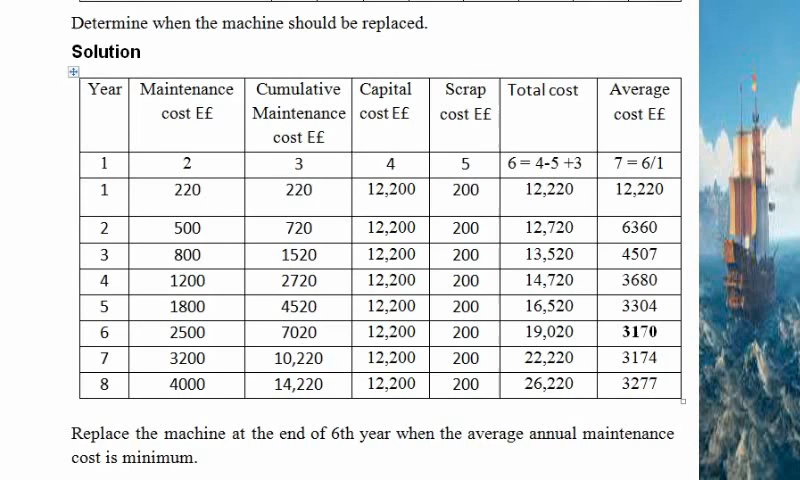 Determine when the machine should be replaced.
Solution
Year Maintenance cost E£ Cumulative Maintenance cost E£ Capital cost E£ Scrap cost E£ Total cost Average cost E£
1 2 3 4 5 6 = 4-5 +3 7 = 6/1
1 220 220 12,200 200 12,220 12,220
2 500 720 12,200 200 12,720 6360
3 800 1520 12,200 200 13,520 4507
4 1200 2720 12,200 200 14,720 3680
5 1800 4520 12,200 200 16,520 3304
6 2500 7020 12,200 200 19,020 3170
7 3200 10,220 12,200 200 22,220 3174
8 4000 14,220 12,200 200 26,220 3277
Replace the machine at the end of 6th year when the average annual maintenance
cost is minimum.